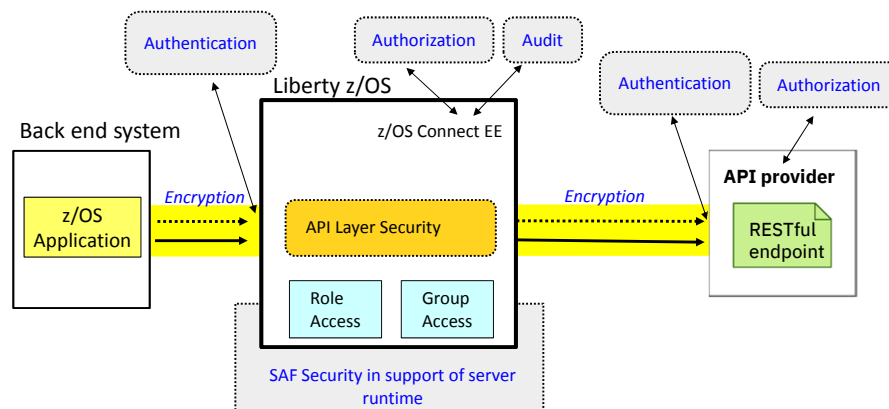 Authentication
Authorization
Audit
Authentication
Authorization
Liberty z/OS
z/OS Connect EE
Back end system
API provider
z/OS
Application
Encryption
API Layer Security
Encryption
RESTful
endpoint
Role
Access
Group
Access
SAF Security in support of server
runtime